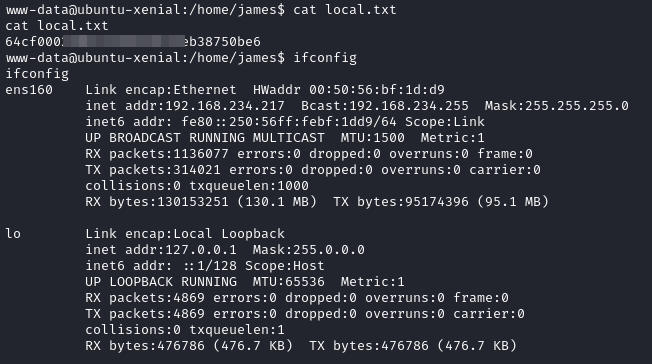 www-data@ubuntu-xenial:/home/james$ cat local.txt
cat local.txt
64cf000 eb38750be6
www-data@ubuntu-xenial:/home/james$ ifconfig
ifconfig
ens160    Link encap:Ethernet  HWaddr 00:50:56:bf:1d:d9
          inet addr:192.168.234.217  Bcast:192.168.234.255  Mask:255.255.255.0
          inet6 addr: fe80::250:56ff:febf:1dd9/64 Scope:Link
          UP BROADCAST RUNNING MULTICAST  MTU:1500  Metric:1
          RX packets:1136077 errors:0 dropped:0 overruns:0 frame:0
          TX packets:314021 errors:0 dropped:0 overruns:0 carrier:0
          collisions:0 txqueuelen:1000
          RX bytes:130153251 (130.1 MB)  TX bytes:95174396 (95.1 MB)
lo        Link encap:Local Loopback
          inet addr:127.0.0.1  Mask:255.0.0.0
          inet6 addr: ::1/128 Scope:Host
          UP LOOPBACK RUNNING  MTU:65536  Metric:1
          RX packets:4869 errors:0 dropped:0 overruns:0 frame:0
          TX packets:4869 errors:0 dropped:0 overruns:0 carrier:0
          collisions:0 txqueuelen:1
          RX bytes:476786 (476.7 KB)  TX bytes:476786 (476.7 KB)